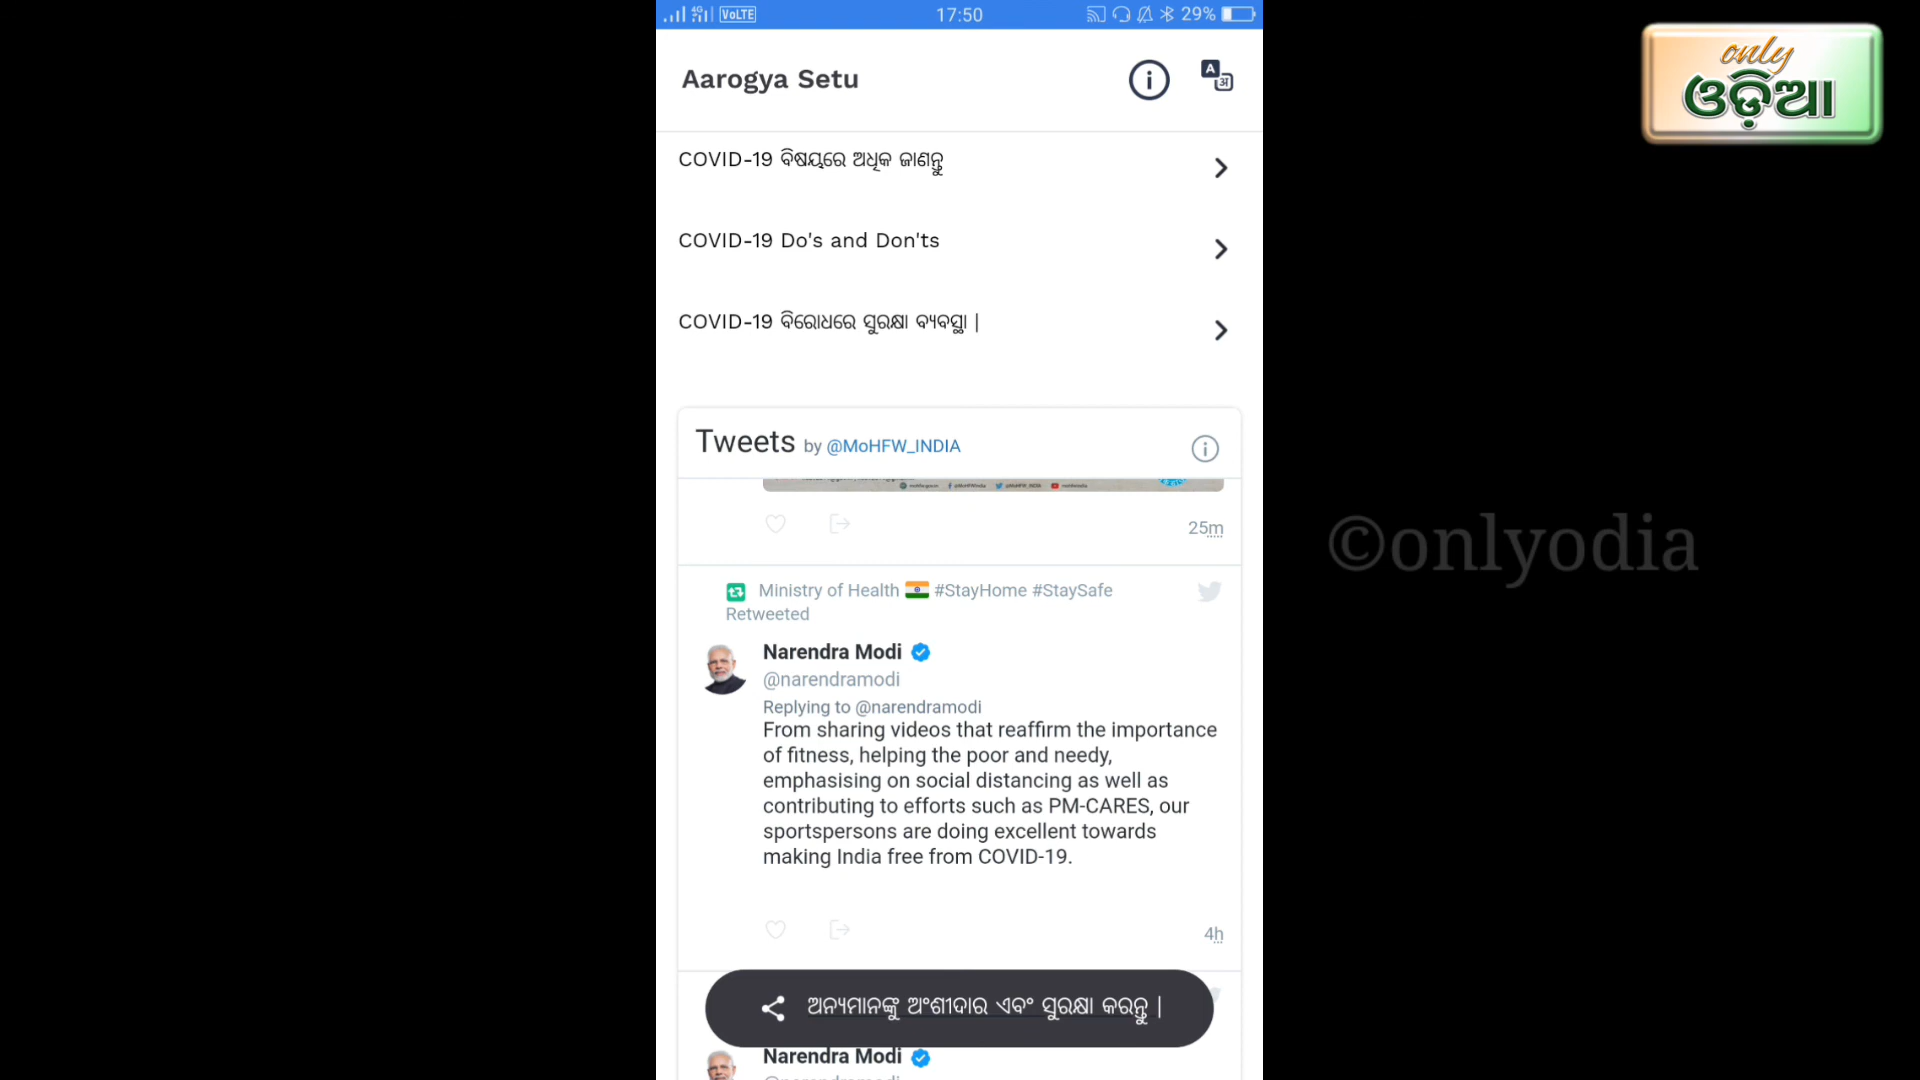 VoLTE 17:50 29%
only
ଓଡ଼ିଆ
Aarogya Setu
COVID-19 ବିଷୟରେ ଅଧିକ ଜାଣନ୍ତୁ
COVID-19 Do's and Don'ts
COVID-19 ବିରୋଧରେ ସୁରକ୍ଷା ବ୍ୟବସ୍ଥା |
Tweets by @MoHFW_INDIA
25m
©onlyodia
Ministry of Health #StayHome #StaySafe
Retweeted
Narendra Modi
@narendramodi
Replying to @narendramodi
From sharing videos that reaffirm the importance
of fitness, helping the poor and needy,
emphasising on social distancing as well as
contributing to efforts such as PM-CARES, our
sportspersons are doing excellent towards
making India free from COVID-19.
4h
ଅନ୍ୟମାନଙ୍କୁ ଅଂଶୀଦାର ଏବଂ ସୁରକ୍ଷା କରନ୍ତୁ |
Narendra Modi